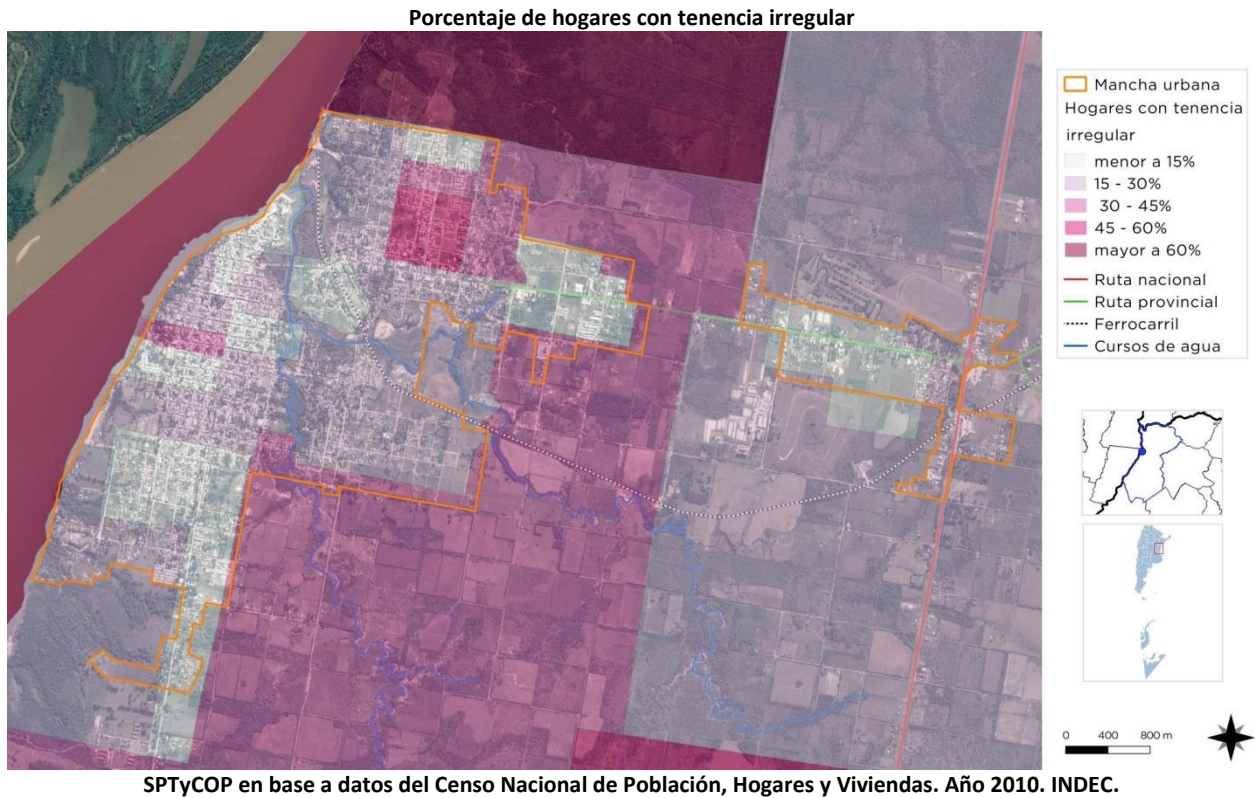 Porcentaje de hogares con tenencia irregular
Mancha urbana
Hogares con tenencia
irregular
menor a 15%
15 - 30%
30 - 45%
45 - 60%
mayor a 60%
Ruta nacional
Ruta provincial
Ferrocarril
Cursos de agua
0 400 800 m
SPTyCOP en base a datos del Censo Nacional de Población, Hogares y Viviendas. Año 2010. INDEC.